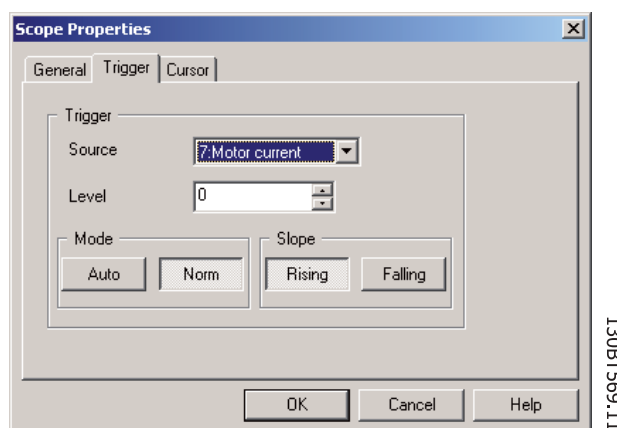 Scope Properties
General Trigger Cursor
Trigger
Source 7:Motor current
Level 0
Mode Slope
Auto Norm Rising Falling
OK Cancel Help
130BT569.11